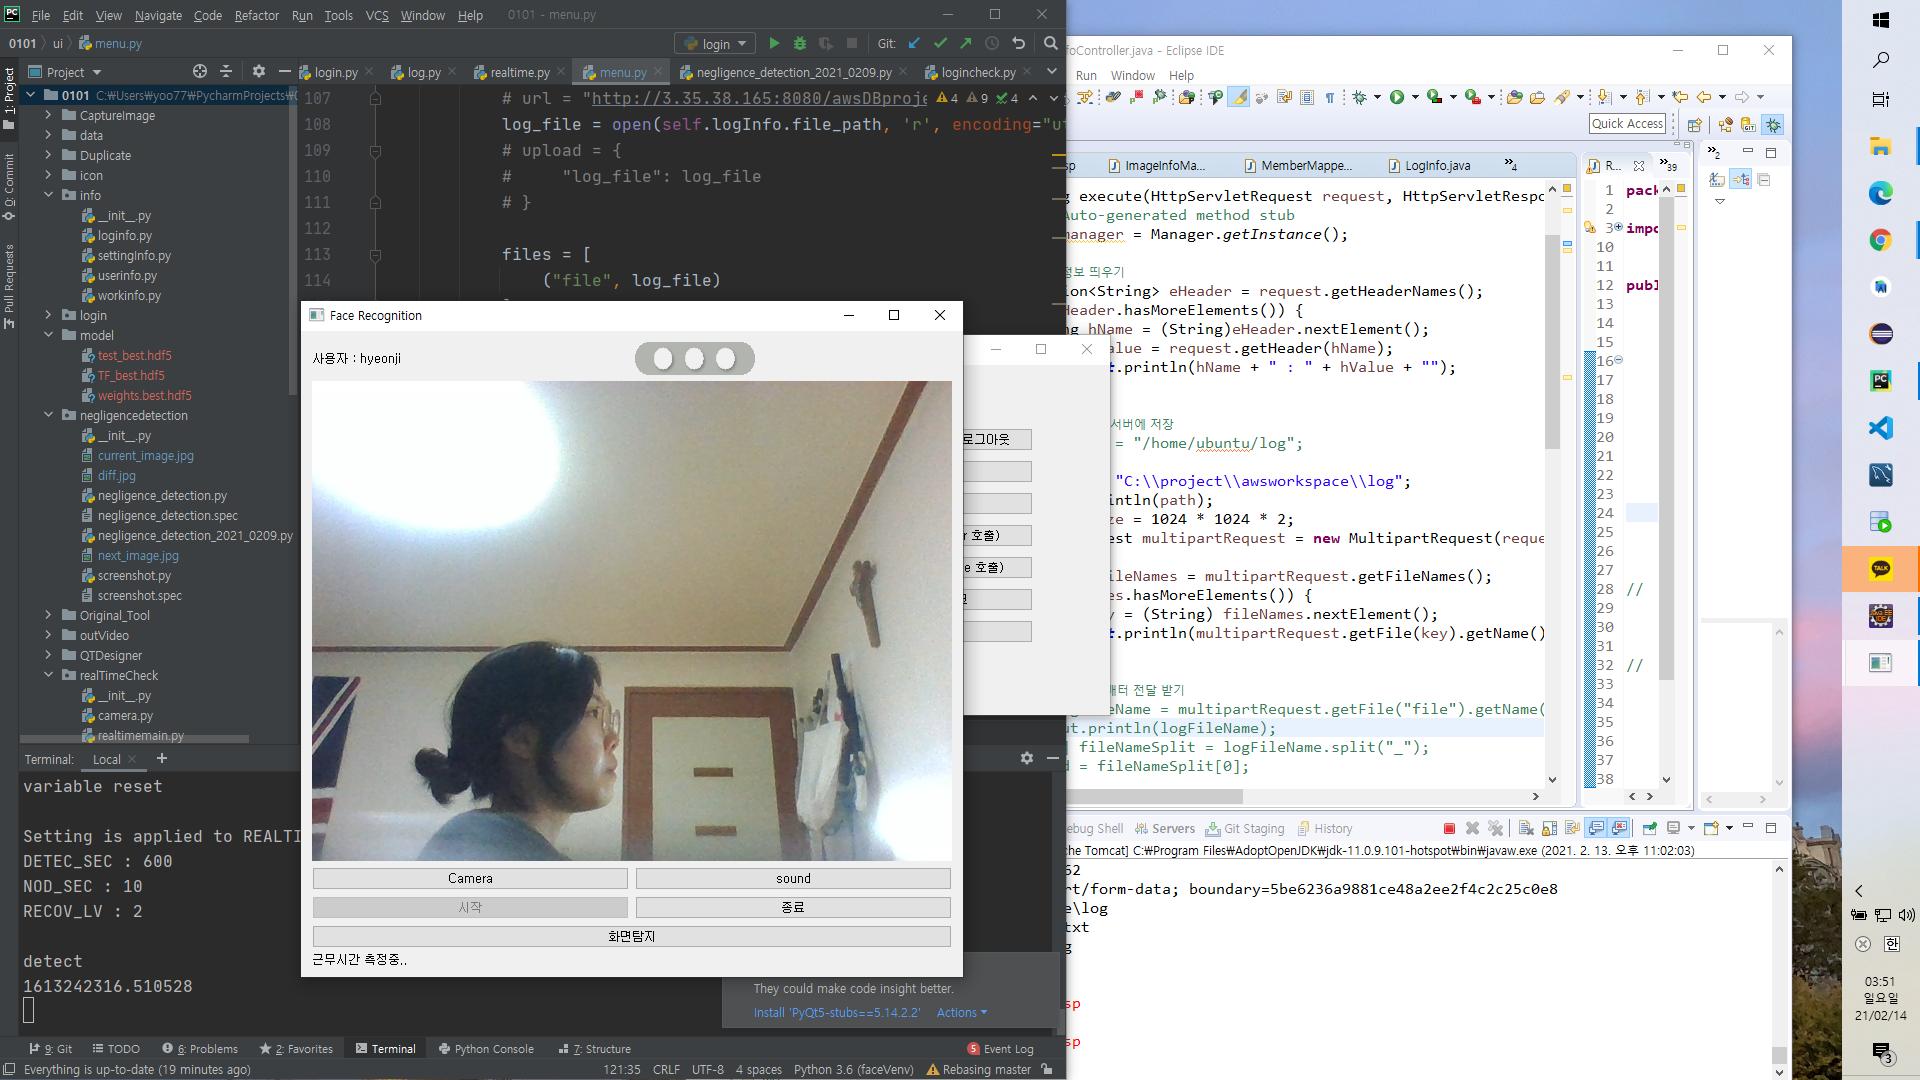 File Edit View Navigate Code Refactor Run Tools VCS Window Help 0101 - menu.py
0101 ui menu.py
login Git:
Project
login.py log.py realtime.py menu.py negligence_detection_2021_0209.py logincheck.py
1: Project
0: Commit
Pull Requests
0101 C:₩Users₩yoo77₩PycharmProjects₩
CaptureImage
data
Duplicate
icon
info
__init__.py
loginfo.py
settingInfo.py
userinfo.py
workinfo.py
login
model
test_best.hdf5
TF_best.hdf5
weights.best.hdf5
negligencedetection
__init__.py
current_image.jpg
diff.jpg
negligence_detection.py
negligence_detection.spec
negligence_detection_2021_0209.py
next_image.jpg
screenshot.py
screenshot.spec
Original_Tool
outVideo
QTDesigner
realTimeCheck
__init__.py
camera.py
realtimemain.py
107 # url = "http://3.35.38.165:8080/awsDBproje 4 9 4
108 log_file = open(self.logInfo.file_path, 'r', encoding="u
109 # upload = {
110 # "log_file": log_file
111 # }
112
113 files = [
114 ("file", log_file)
Face Recognition
사용자 : hyeonji
Camera sound
시작 종료
화면탐지
근무시간 측정중..
로그아웃
r 호출)
e 호출)
Terminal: Local
variable reset
Setting is applied to REALTI
DETEC_SEC : 600
NOD_SEC : 10
RECOV_LV : 2
detect
1613242316.510528
They could make code insight better.
Install 'PyQt5-stubs==5.14.2.2' Actions
9: Git TODO 6: Problems 2: Favorites Terminal Python Console 7: Structure 5 Event Log
Everything is up-to-date (19 minutes ago) 121:35 CRLF UTF-8 4 spaces Python 3.6 (faceVenv) Rebasing master
foController.java - Eclipse IDE
Run Window Help
Quick Access
sp ImageInfoMa... MemberMappe... LogInfo.java 4
g execute(HttpServletRequest request, HttpServletRespo
Auto-generated method stub
manager = Manager.getInstance();
정보 띄우기
ion<String> eHeader = request.getHeaderNames();
Header.hasMoreElements()) {
ng hName = (String)eHeader.nextElement();
alue = request.getHeader(hName);
t.println(hName + " : " + hValue + "");
서버에 저장
= "/home/ubuntu/log";
"C:\\project\\awsworkspace\\log";
intln(path);
ze = 1024 * 1024 * 2;
est multipartRequest = new MultipartRequest(reque
ileNames = multipartRequest.getFileNames();
es.hasMoreElements()) {
y = (String) fileNames.nextElement();
t.println(multipartRequest.getFile(key).getName()
전달 받기
eName = multipartRequest.getFile("file").getName(
ut.println(logFileName);
fileNameSplit = logFileName.split("_");
d = fileNameSplit[0];
R... 39
2
1 pack
2
3 impo
10
11
12 publ
13
14
15
16
17
18
19
20
21
22
23
24
25
26
27
28 //
29
30
31
32 //
33
34
35
36
37
38
ebug Shell Servers Git Staging History
che Tomcat] C:₩Program Files₩AdoptOpenJDK₩jdk-11.0.9.101-hotspot₩bin₩javaw.exe (2021. 2. 13. 오후 11:02:03)
62
rt/form-data; boundary=5be6236a9881ce48a2ee2f4c2c25c0e8
e\log
txt
g
sp
sp
TALK
한
03:51
일요일
21/02/14
3